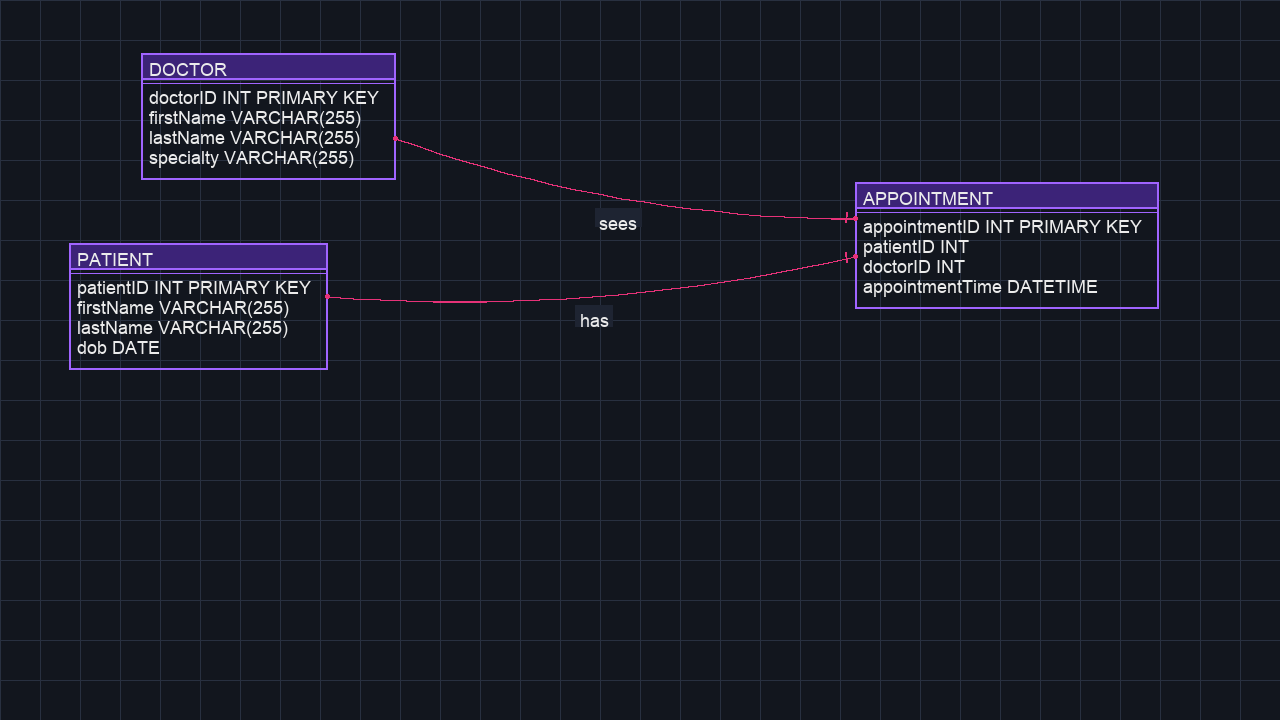 DOCTOR
doctorID INT PRIMARY KEY
firstName VARCHAR(255)
lastName VARCHAR(255)
specialty VARCHAR(255)
PATIENT
patientID INT PRIMARY KEY
firstName VARCHAR(255)
lastName VARCHAR(255)
dob DATE
sees
has
APPOINTMENT
appointmentID INT PRIMARY KEY
patientID INT
doctorID INT
appointmentTime DATETIME